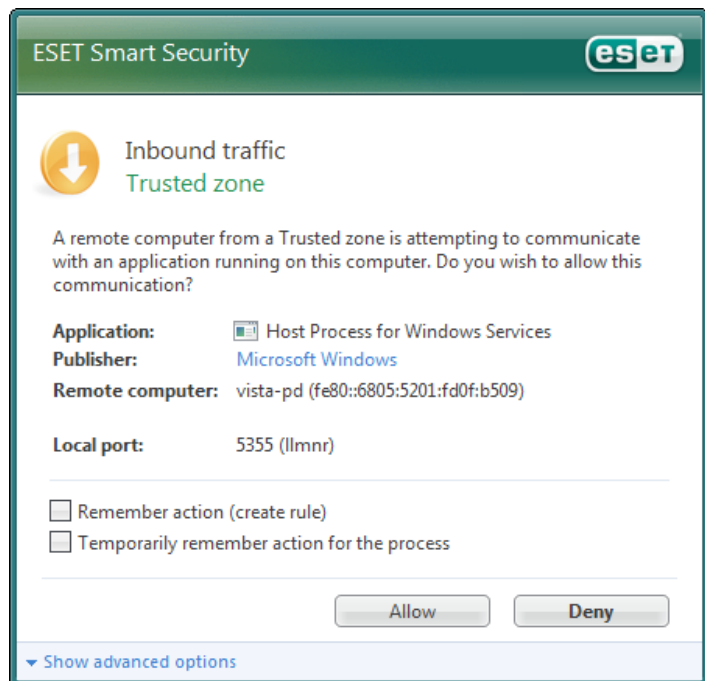 ESET Smart Security
eseT
Inbound traffic
Trusted zone
A remote computer from a Trusted zone is attempting to communicate
with an application running on this computer. Do you wish to allow this
communication?
Application: Host Process for Windows Services
Publisher: Microsoft Windows
Remote computer: vista-pd (fe80::6805:5201:fd0f:b509)
Local port: 5355 (llmnr)
Remember action (create rule)
Temporarily remember action for the process
Allow Deny
Show advanced options